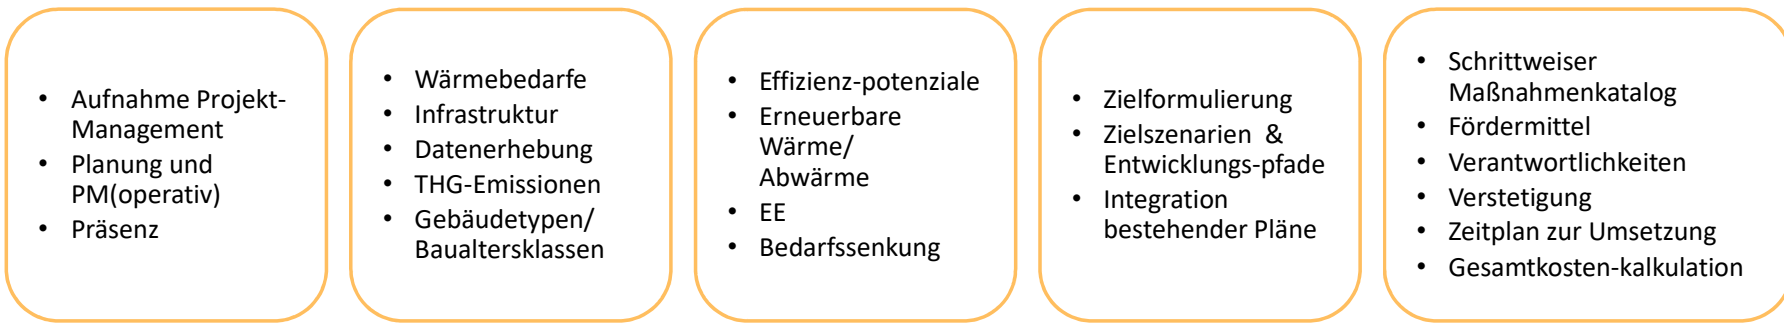 • Aufnahme Projekt-
Management
• Planung und
PM(operativ)
• Präsenz
• Wärmebedarfe
• Infrastruktur
• Datenerhebung
• THG-Emissionen
• Gebäudetypen/
Baualtersklassen
• Effizienz-potenziale
• Erneuerbare
Wärme/
Abwärme
• EE
• Bedarfssenkung
• Zielformulierung
• Zielszenarien &
Entwicklungs-pfade
• Integration
bestehender Pläne
• Schrittweiser
Maßnahmenkatalog
• Fördermittel
• Verantwortlichkeiten
• Verstetigung
• Zeitplan zur Umsetzung
• Gesamtkosten-kalkulation